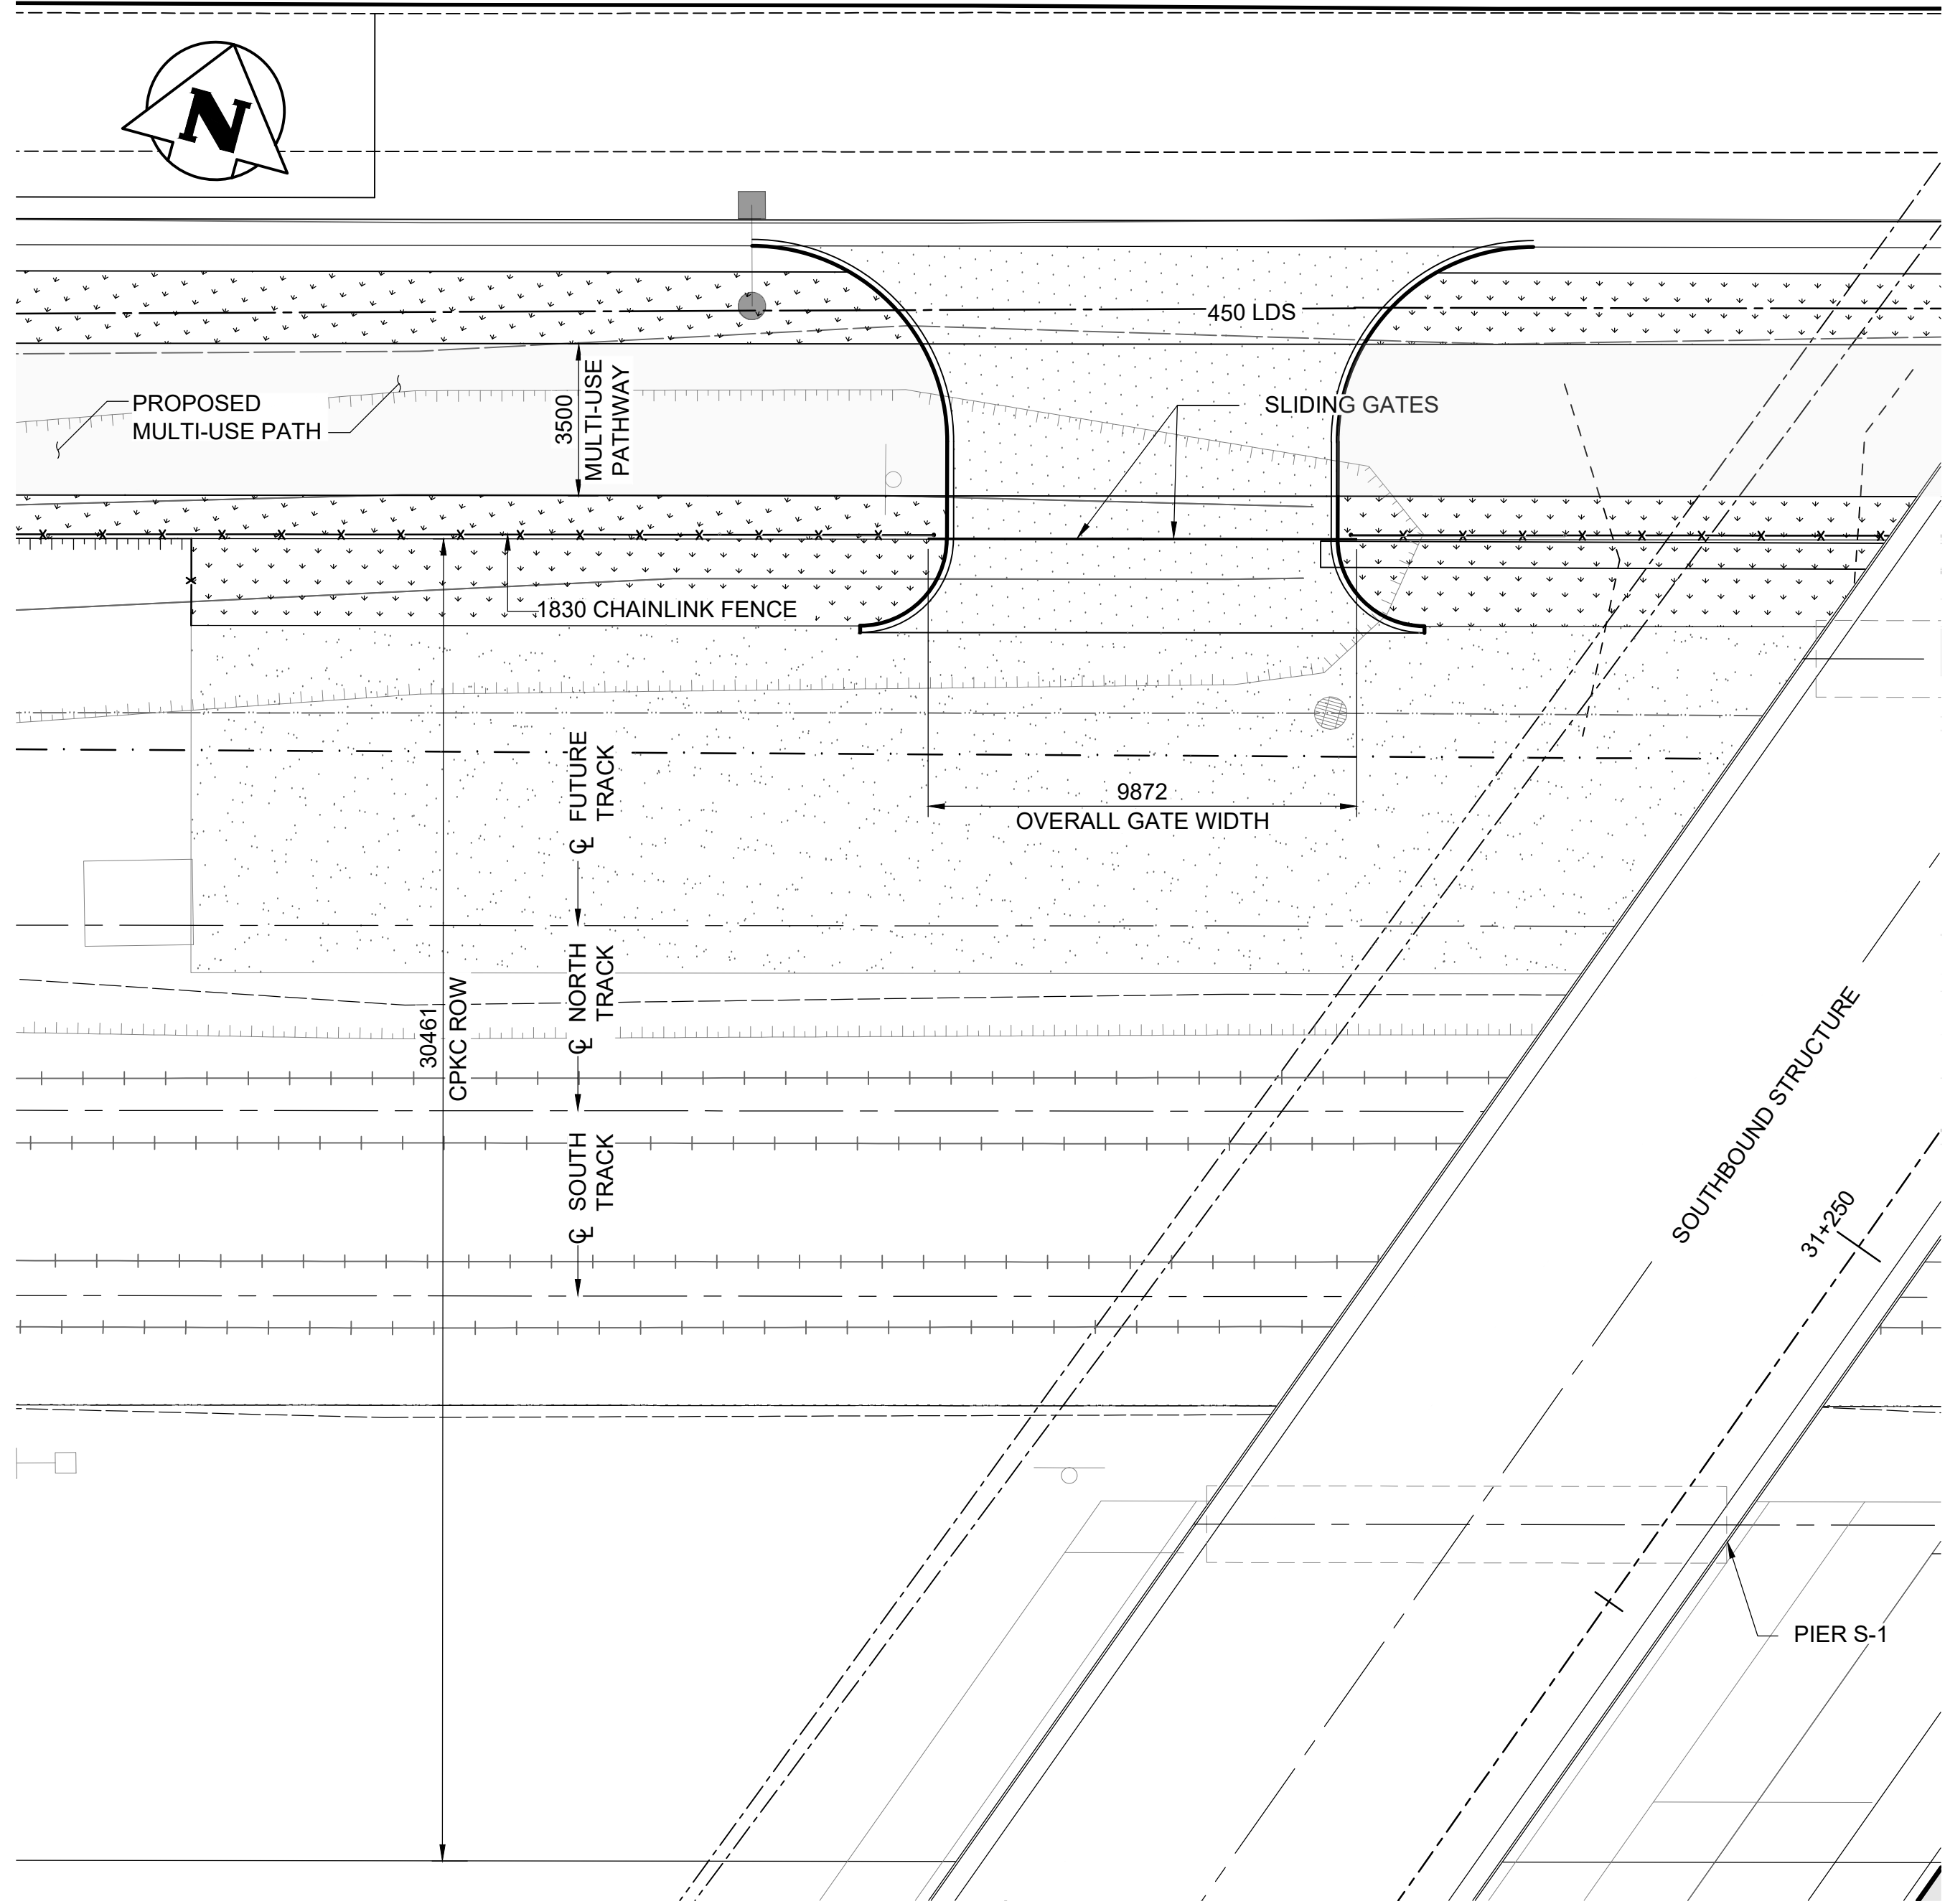 N
450 LDS
PROPOSED
MULTI-USE PATH
3500
MULTI-USE
PATHWAY
SLIDING GATES
1830 CHAINLINK FENCE
℄ FUTURE
TRACK
9872
OVERALL GATE WIDTH
℄ NORTH
TRACK
30461
CPKC ROW
℄ SOUTH
TRACK
SOUTHBOUND STRUCTURE
31+250
PIER S-1